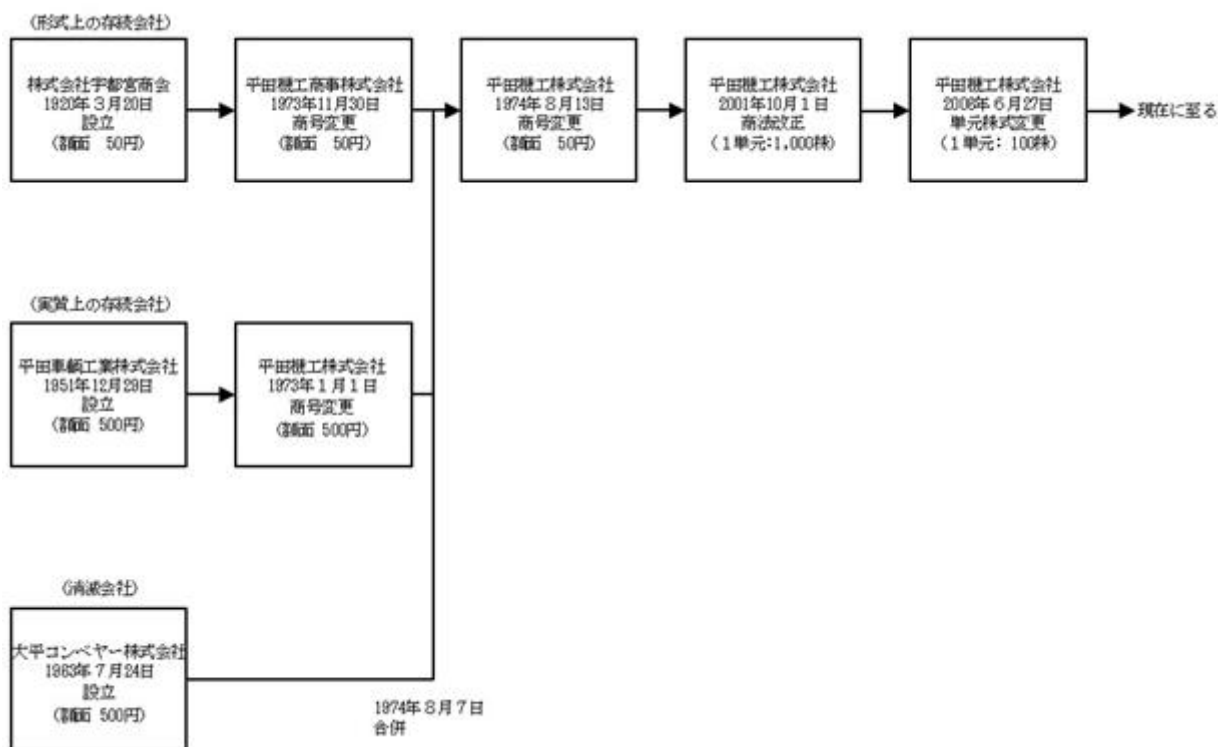 (形式上の存続会社)
株式会社宇都宮商会
1920年3月20日
設立
(額面 50円)
平田機工商事株式会社
1973年11月30日
商号変更
(額面 50円)
平田機工株式会社
1974年8月13日
商号変更
(額面 50円)
平田機工株式会社
2001年10月1日
商法改正
(1単元:1,000株)
平田機工株式会社
2006年6月27日
単元株式変更
(1単元: 100株)
現在に至る
(実質上の存続会社)
平田車輌工業株式会社
1951年12月29日
設立
(額面 500円)
平田機工株式会社
1973年1月1日
商号変更
(額面 500円)
(消滅会社)
大平コンベヤー株式会社
1963年7月24日
設立
(額面 500円)
1974年8月7日
合併